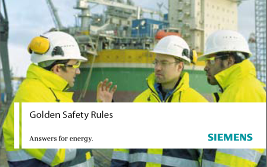 Golden Safety Rules
Answers for energy.
SIEMENS